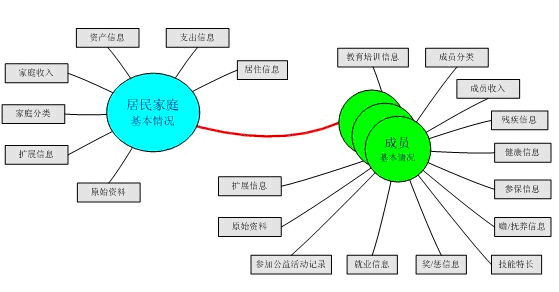 资产信息
支出信息
家庭收入
居住信息
家庭分类
居民家庭
基本情况
扩展信息
原始资料
教育培训信息
成员分类
成员收入
残疾信息
成员
基本情况
健康信息
参保信息
赡/抚养信息
技能特长
奖/惩信息
就业信息
参加公益活动记录
原始资料
扩展信息